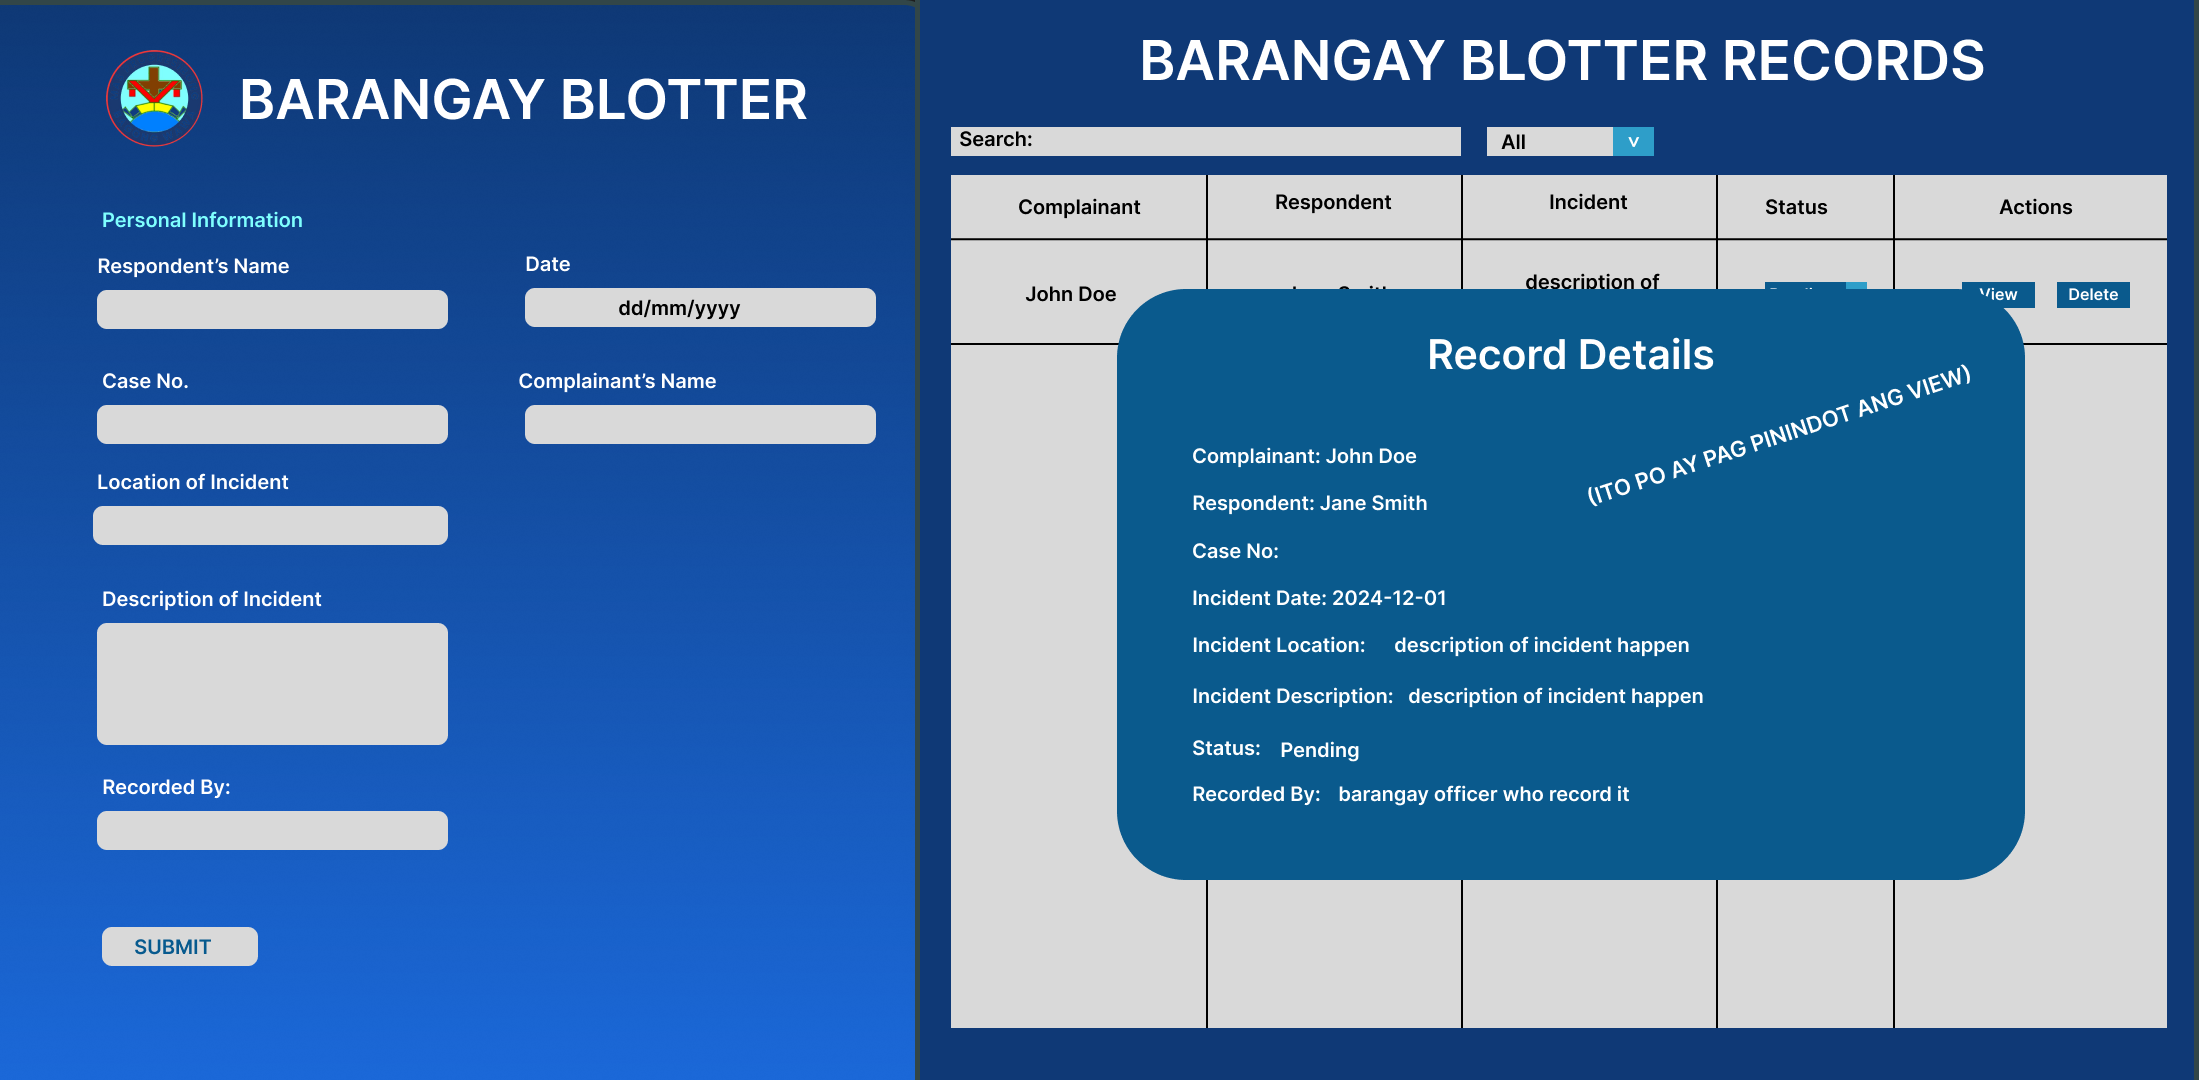 BARANGAY BLOTTER
Personal Information
Respondent's Name
Date
dd/mm/yyyy
Case No.
Complainant's Name
Location of Incident
Description of Incident
Recorded By:
SUBMIT
BARANGAY BLOTTER RECORDS
Search:
All
v
Complainant
Respondent
Incident
Status
Actions
John Doe
description of
View
Delete
Record Details
(ITO PO AY PAG PININDOT ANG VIEW)
Complainant: John Doe
Respondent: Jane Smith
Case No:
Incident Date: 2024-12-01
Incident Location: description of incident happen
Incident Description: description of incident happen
Status: Pending
Recorded By: barangay officer who record it